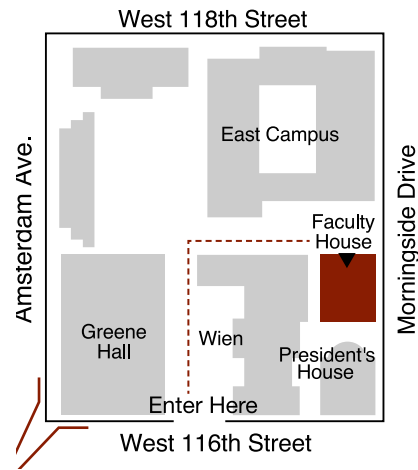 West 118th Street
East Campus
Amsterdam Ave.
Morningside Drive
Faculty
House
Greene
Hall
Wien
President's
House
Enter Here
West 116th Street